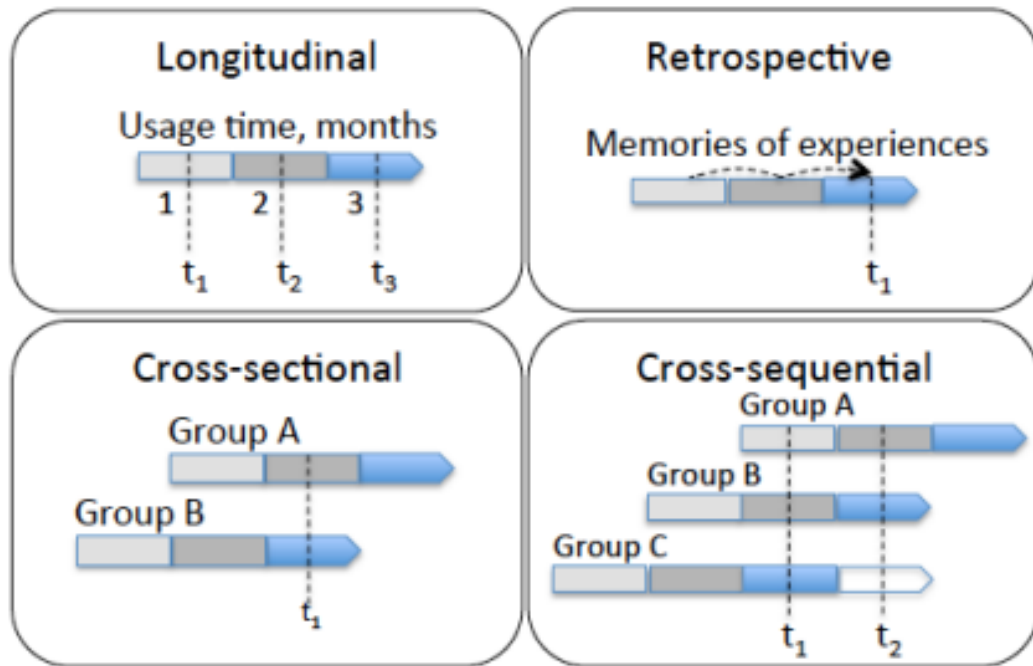 Longitudinal
Usage time, months
1 2 3
t₁ t₂ t₃
Retrospective
Memories of experiences
t₁
Cross-sectional
Group A
Group B
t₁
Cross-sequential
Group A
Group B
Group C
t₁ t₂